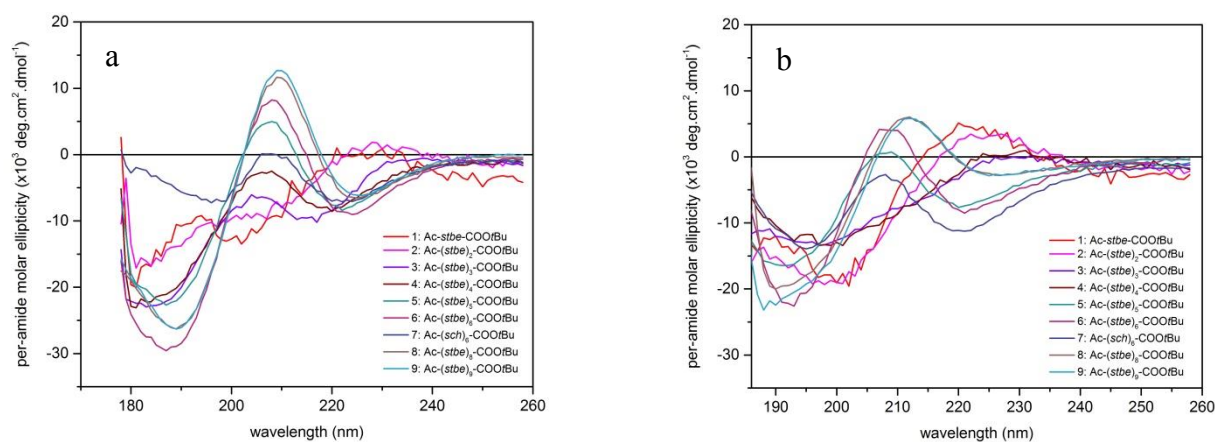 a
per-amide molar ellipticity (x10³ deg.cm².dmol⁻¹)
20
10
0
-10
-20
-30
180
200
220
240
260
wavelength (nm)
1: Ac-stbe-COOtBu
2: Ac-(stbe)₂-COOtBu
3: Ac-(stbe)₃-COOtBu
4: Ac-(stbe)₄-COOtBu
5: Ac-(stbe)₅-COOtBu
6: Ac-(stbe)₆-COOtBu
7: Ac-(sch)₆-COOtBu
8: Ac-(stbe)₈-COOtBu
9: Ac-(stbe)₉-COOtBu
b
per-amide molar ellipticity (x10³ deg.cm².dmol⁻¹)
20
10
0
-10
-20
-30
190
200
210
220
230
240
250
260
wavelength (nm)
1: Ac-stbe-COOtBu
2: Ac-(stbe)₂-COOtBu
3: Ac-(stbe)₃-COOtBu
4: Ac-(stbe)₄-COOtBu
5: Ac-(stbe)₅-COOtBu
6: Ac-(stbe)₆-COOtBu
7: Ac-(sch)₆-COOtBu
8: Ac-(stbe)₈-COOtBu
9: Ac-(stbe)₉-COOtBu